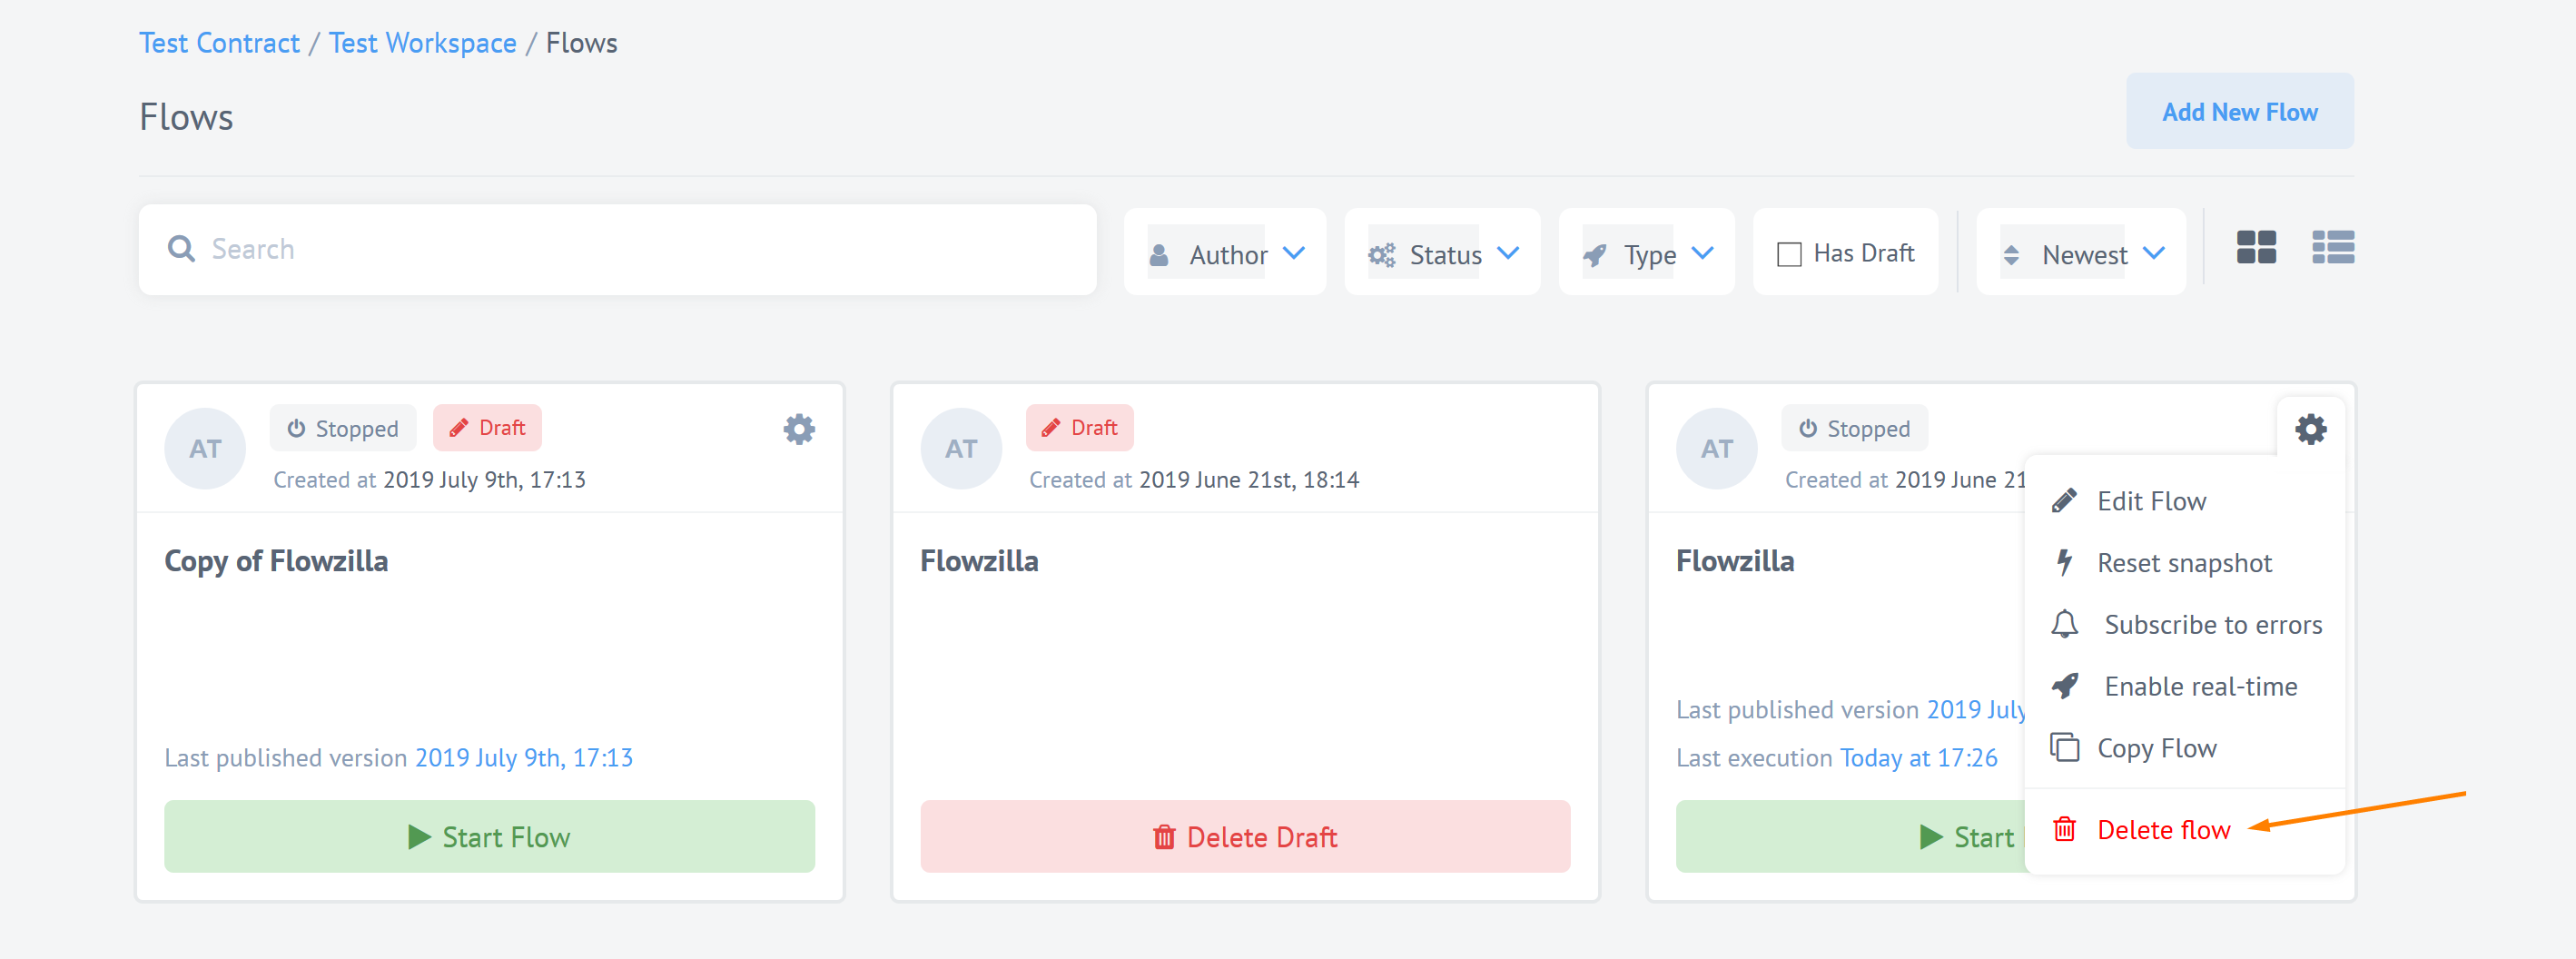 Test Contract / Test Workspace / Flows
Flows
Add New Flow
Search
Author
Status
Type
Has Draft
Newest
AT
Stopped
Draft
Created at 2019 July 9th, 17:13
Copy of Flowzilla
Last published version 2019 July 9th, 17:13
Start Flow
AT
Draft
Created at 2019 June 21st, 18:14
Flowzilla
Delete Draft
AT
Stopped
Created at 2019 June 21
Flowzilla
Last published version 2019 July
Last execution Today at 17:26
Start
Edit Flow
Reset snapshot
Subscribe to errors
Enable real-time
Copy Flow
Delete flow